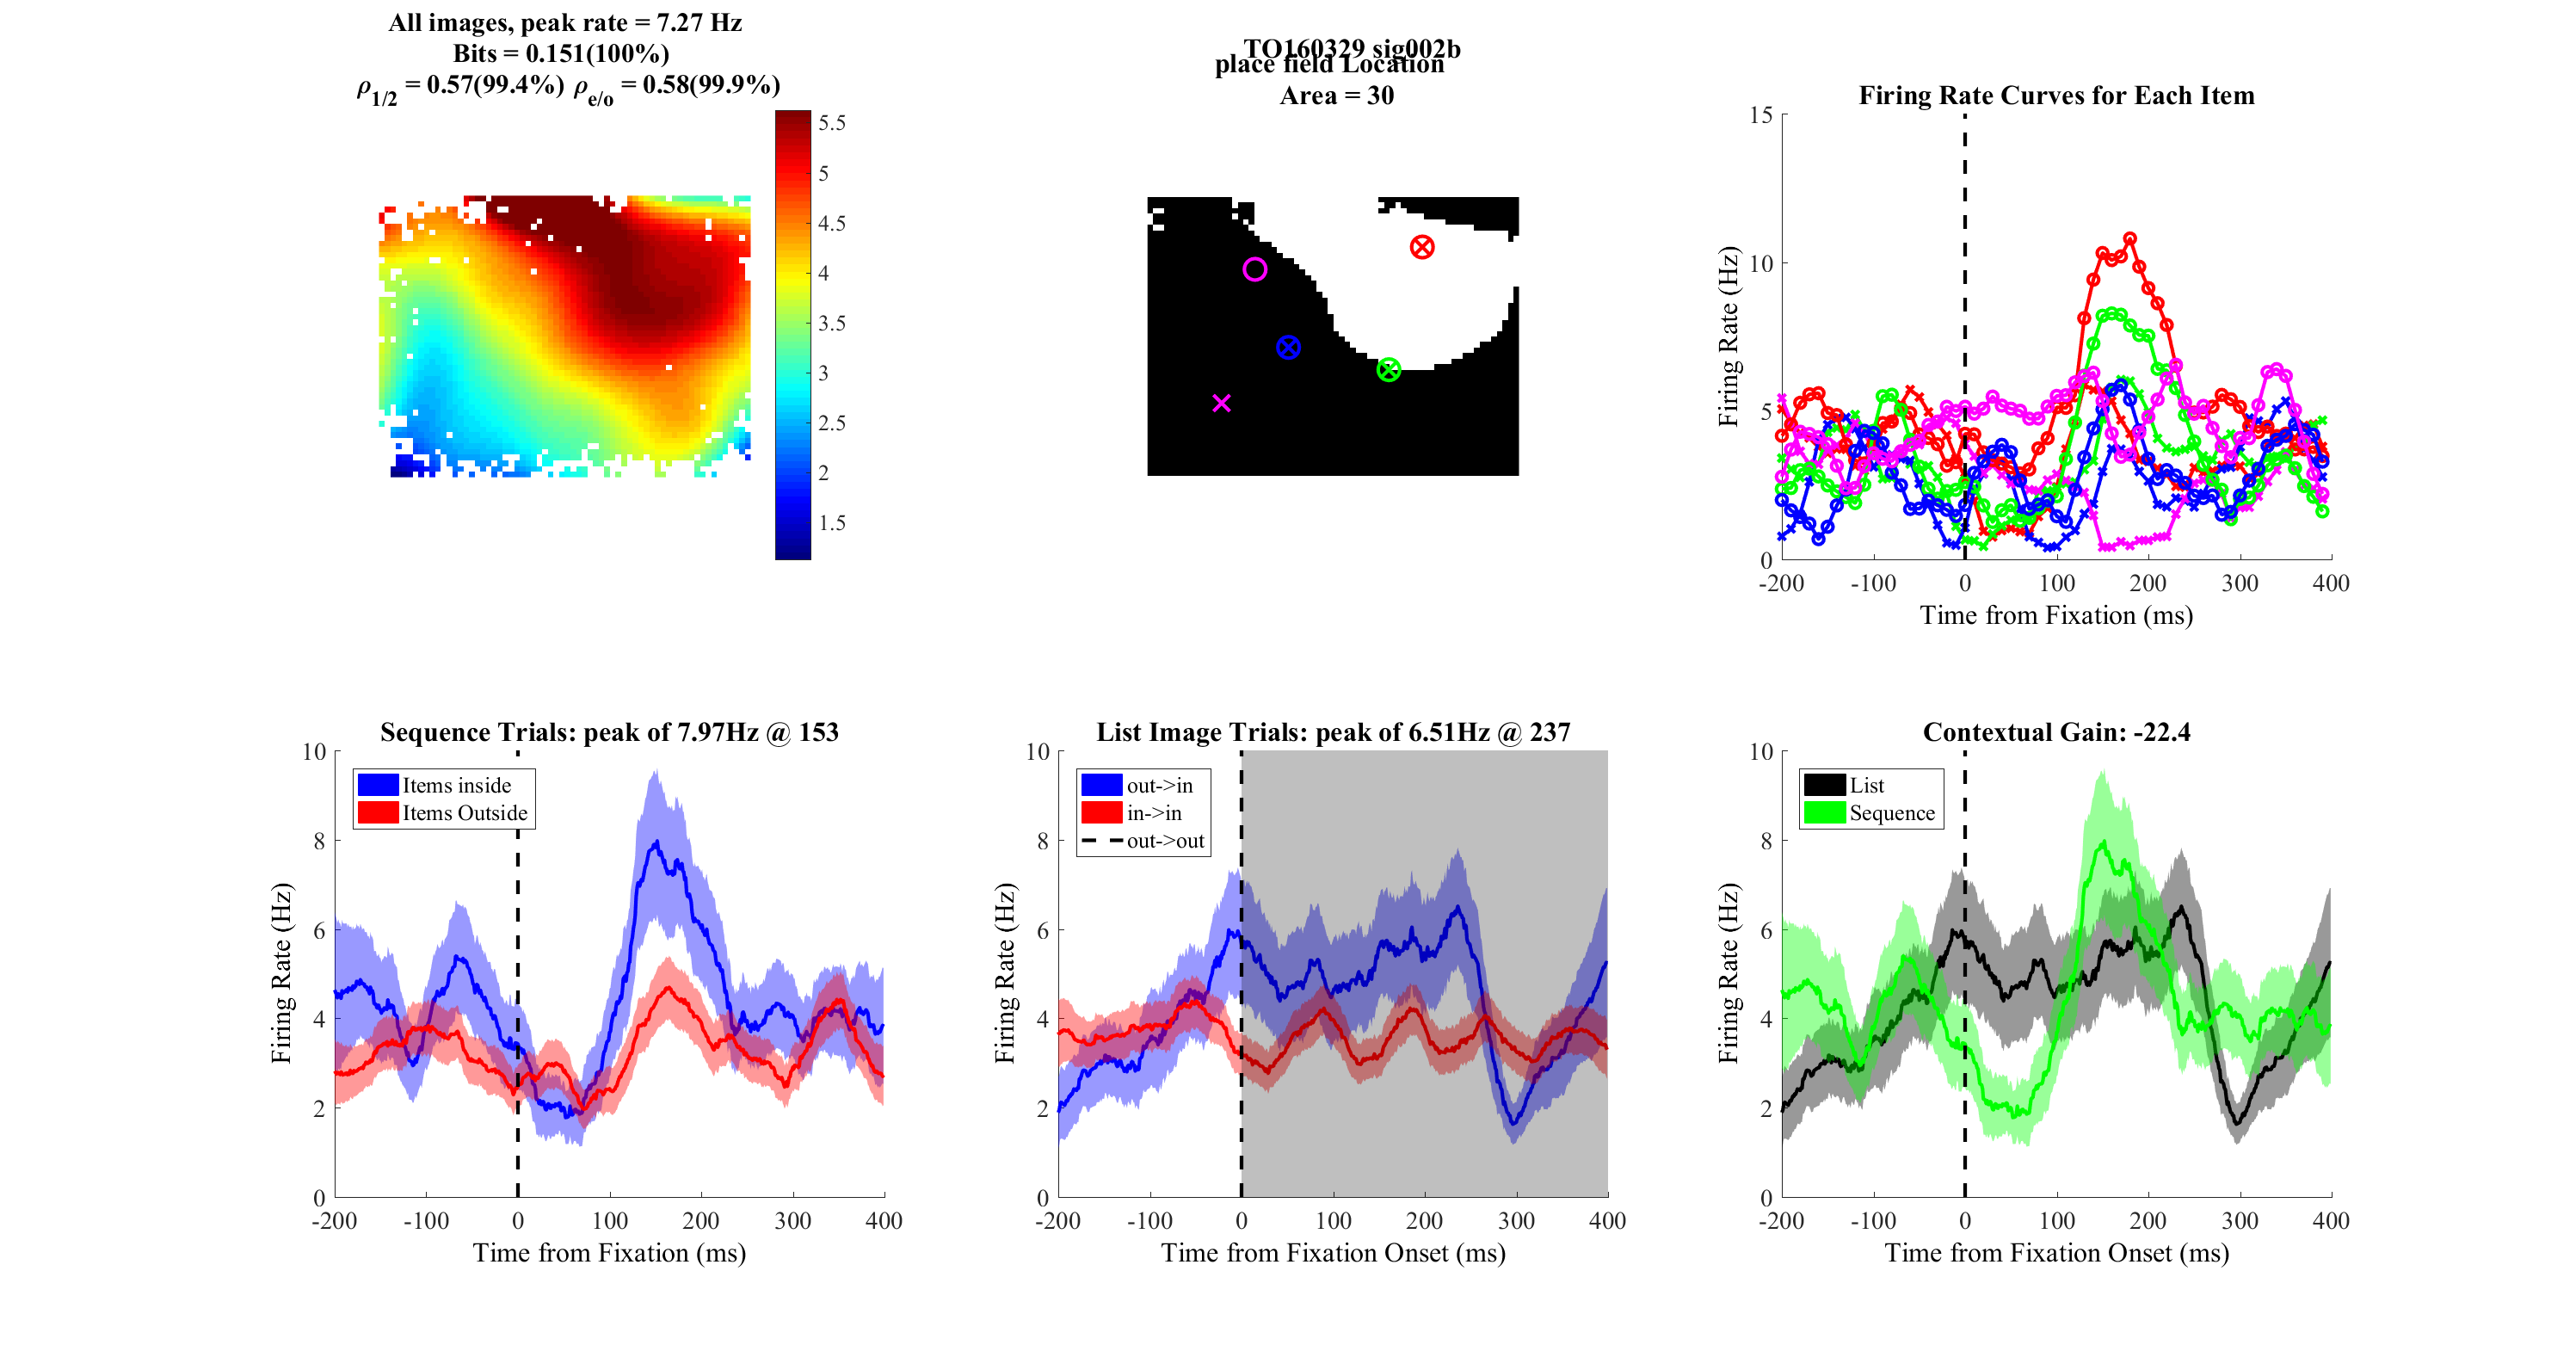 All images, peak rate = 7.27 Hz
Bits = 0.151(100%)
ρ1/2 = 0.57(99.4%) ρe/o = 0.58(99.9%)
5.5
5
4.5
4
3.5
3
2.5
2
1.5
TO160329 sig002b
place field Location
Area = 30
Firing Rate Curves for Each Item
15
10
5
0
Firing Rate (Hz)
-200 -100 0 100 200 300 400
Time from Fixation (ms)
Sequence Trials: peak of 7.97Hz @ 153
Items inside
Items Outside
10
8
6
4
2
0
Firing Rate (Hz)
-200 -100 0 100 200 300 400
Time from Fixation (ms)
List Image Trials: peak of 6.51Hz @ 237
out->in
in->in
out->out
10
8
6
4
2
0
Firing Rate (Hz)
-200 -100 0 100 200 300 400
Time from Fixation Onset (ms)
Contextual Gain: -22.4
List
Sequence
10
8
6
4
2
0
Firing Rate (Hz)
-200 -100 0 100 200 300 400
Time from Fixation Onset (ms)